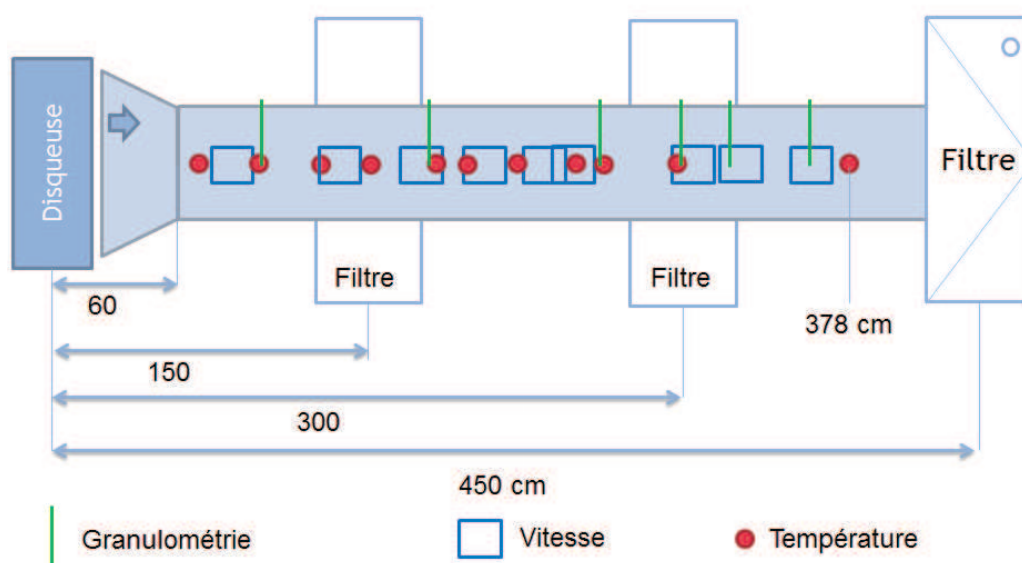 Disqueuse
Filtre
Filtre
Filtre
60
378 cm
150
300
450 cm
Granulométrie
Vitesse
Température